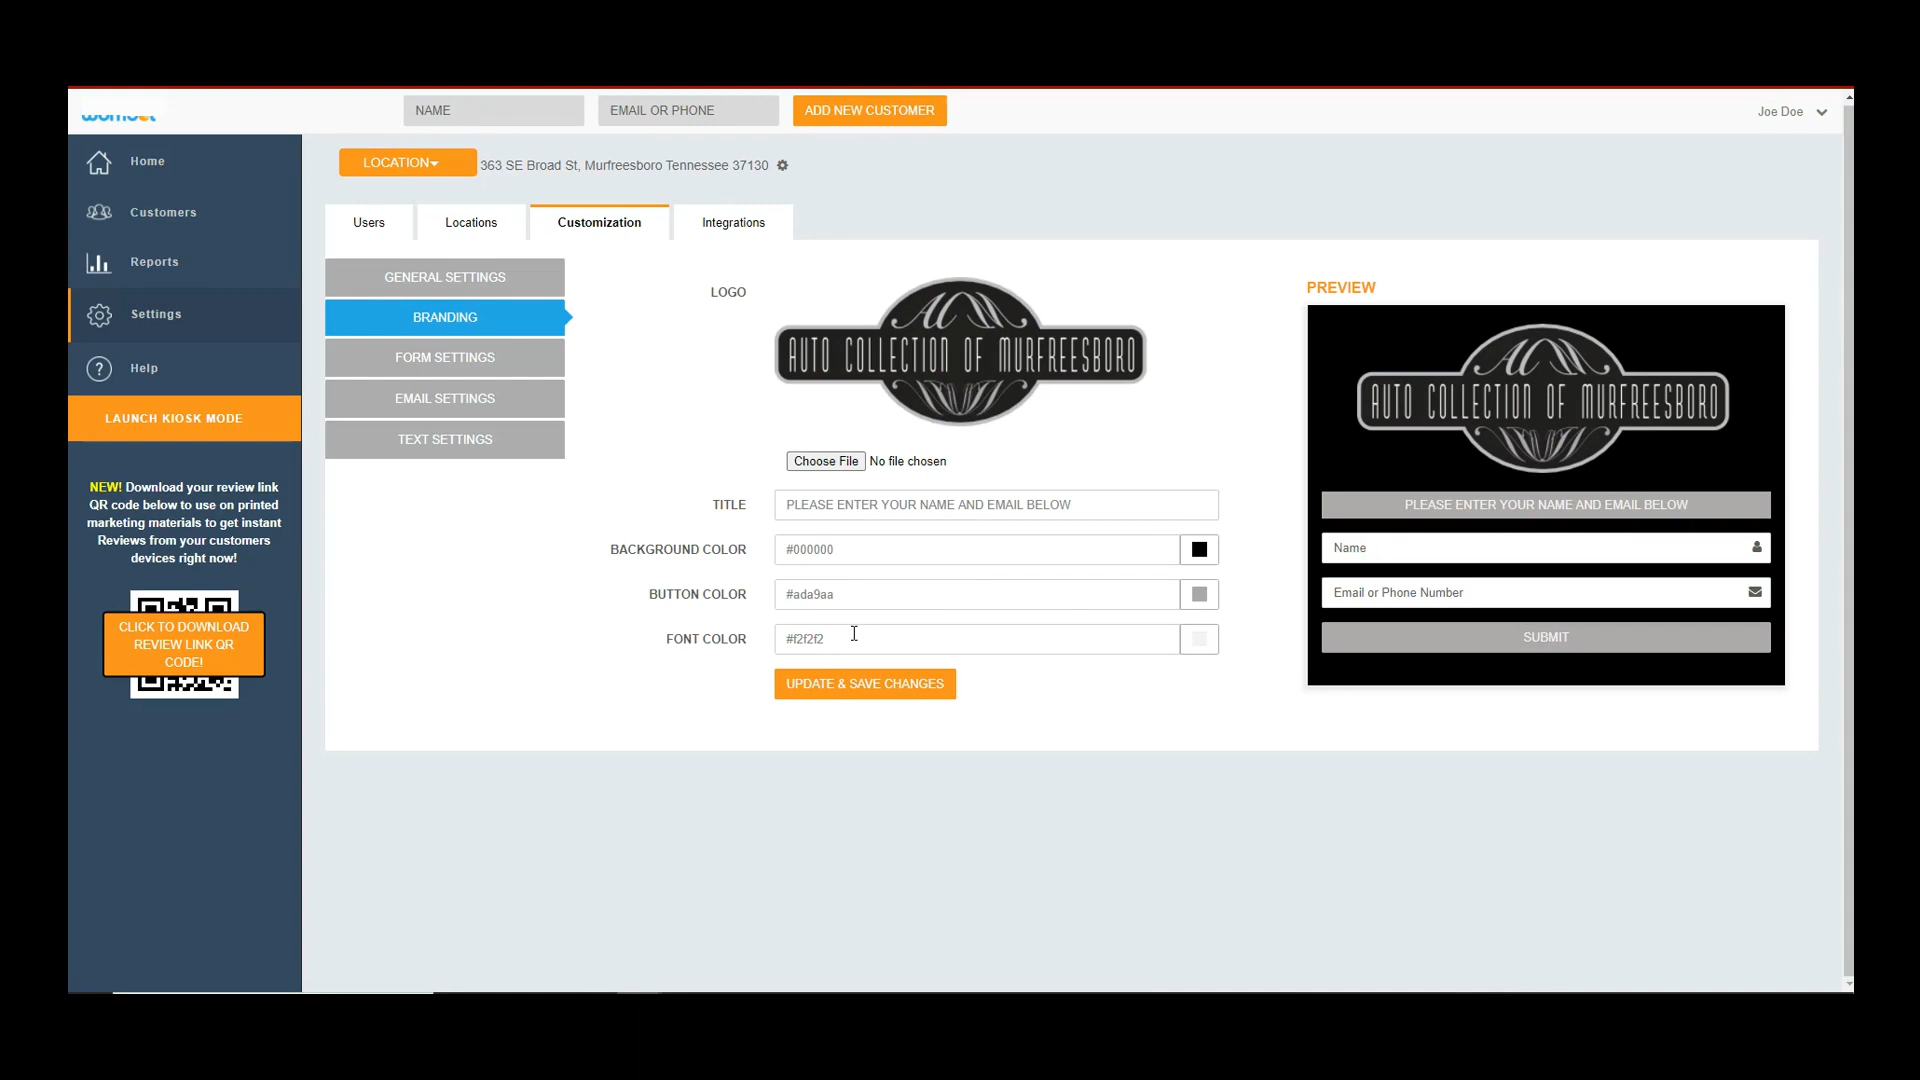 NAME
EMAIL OR PHONE
ADD NEW CUSTOMER
Joe Doe
Home
Customers
Reports
Settings
Help
LAUNCH KIOSK MODE
NEW! Download your review link
QR code below to use on printed
marketing materials to get instant
Reviews from your customers
devices right now!
CLICK TO DOWNLOAD
REVIEW LINK QR
CODE!
LOCATION
363 SE Broad St, Murfreesboro Tennessee 37130
Users
Locations
Customization
Integrations
GENERAL SETTINGS
BRANDING
FORM SETTINGS
EMAIL SETTINGS
TEXT SETTINGS
LOGO
AC
AUTO COLLECTION OF MURFREESBORO
Choose File No file chosen
TITLE
PLEASE ENTER YOUR NAME AND EMAIL BELOW
BACKGROUND COLOR
#000000
BUTTON COLOR
#ada9aa
FONT COLOR
#f2f2f2
UPDATE & SAVE CHANGES
PREVIEW
AC
AUTO COLLECTION OF MURFREESBORO
PLEASE ENTER YOUR NAME AND EMAIL BELOW
Name
Email or Phone Number
SUBMIT